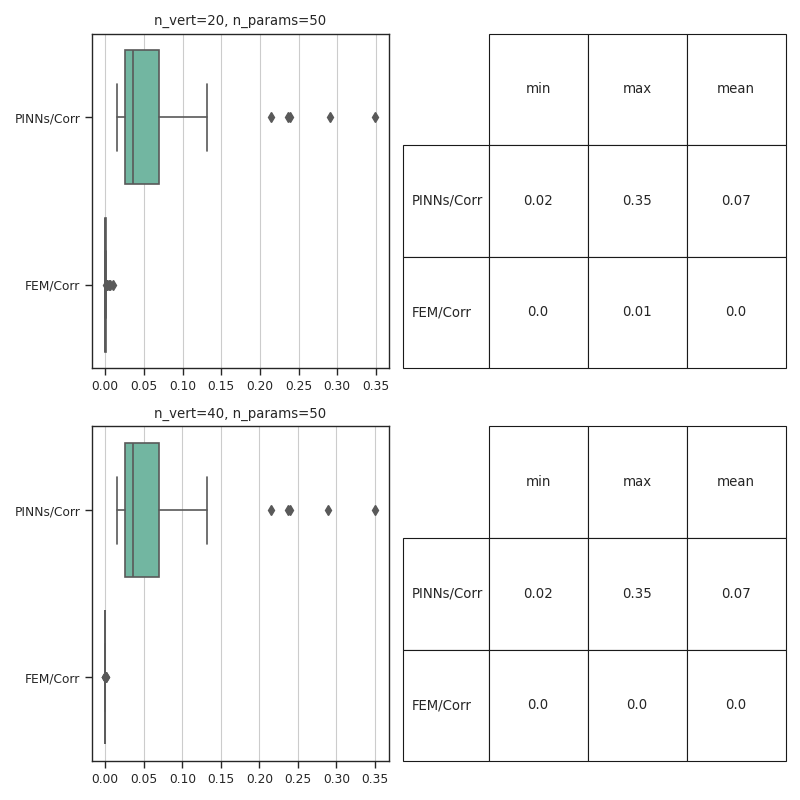 n_vert=20, n_params=50
PINNs/Corr
FEM/Corr
0.00 0.05 0.10 0.15 0.20 0.25 0.30 0.35
min max mean
PINNs/Corr 0.02 0.35 0.07
FEM/Corr 0.0 0.01 0.0
n_vert=40, n_params=50
PINNs/Corr
FEM/Corr
0.00 0.05 0.10 0.15 0.20 0.25 0.30 0.35
min max mean
PINNs/Corr 0.02 0.35 0.07
FEM/Corr 0.0 0.0 0.0